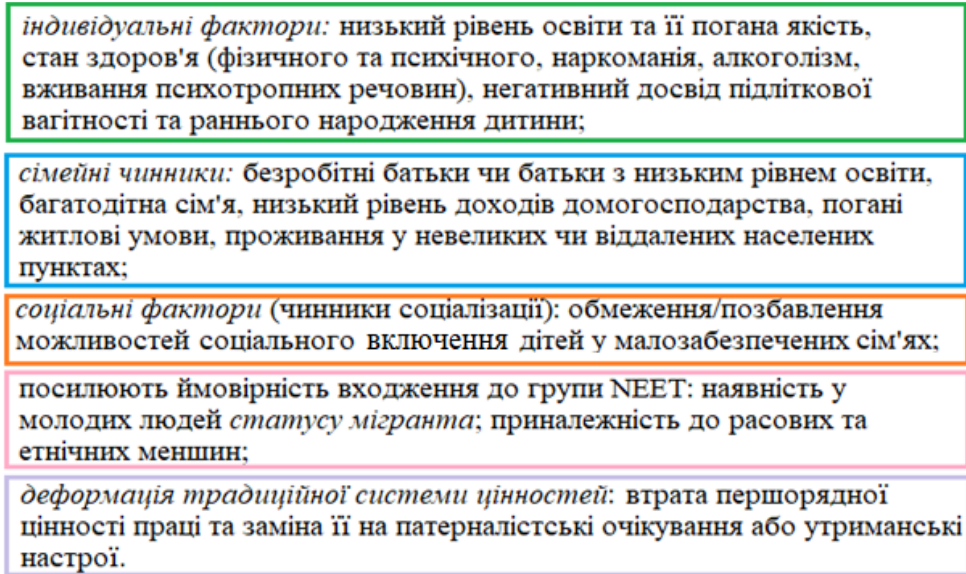 індивідуальні фактори: низький рівень освіти та її погана якість,
стан здоров'я (фізичного та психічного, наркоманія, алкоголізм,
вживання психотропних речовин), негативний досвід підліткової
вагітності та раннього народження дитини;
сімейні чинники: безробітні батьки чи батьки з низьким рівнем освіти,
багатодітна сім'я, низький рівень доходів домогосподарства, погані
житлові умови, проживання у невеликих чи віддалених населених
пунктах;
соціальні фактори (чинники соціалізації): обмеження/позбавлення
можливостей соціального включення дітей у малозабезпечених сім'ях;
посилюють ймовірність входження до групи NEET: наявність у
молодих людей статусу мігранта; приналежність до расових та
етнічних меншин;
деформація традиційної системи цінностей: втрата першорядної
цінності праці та заміна її на патерналістські очікування або утриманські
настрої.